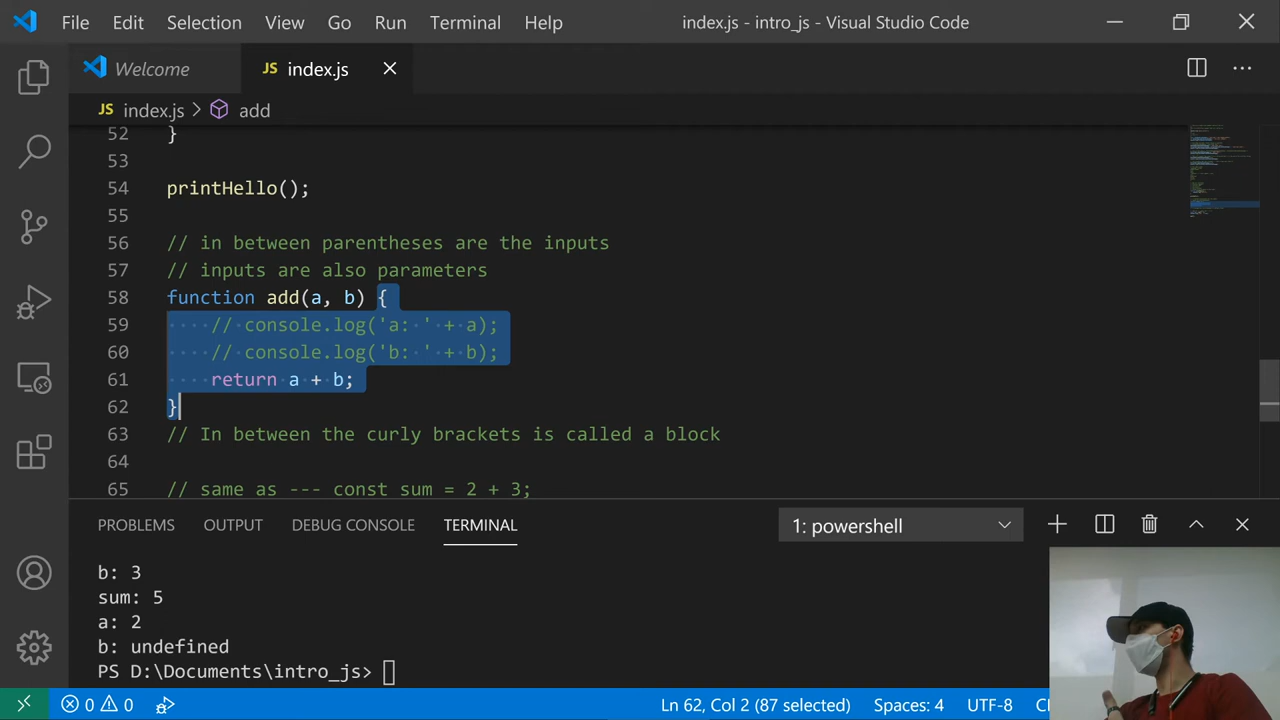 File Edit Selection View Go Run Terminal Help index.js - intro_js - Visual Studio Code
Welcome JS index.js
JS index.js > add
52 }
53
54 printHello();
55
56 // in between parentheses are the inputs
57 // inputs are also parameters
58 function add(a, b) {
59 // console.log('a: ' + a);
60 // console.log('b: ' + b);
61 return a + b;
62 }
63 // In between the curly brackets is called a block
64
65 // same as --- const sum = 2 + 3;
PROBLEMS OUTPUT DEBUG CONSOLE TERMINAL 1: powershell
b: 3
sum: 5
a: 2
b: undefined
PS D:\Documents\intro_js>
0 0 Ln 62, Col 2 (87 selected) Spaces: 4 UTF-8